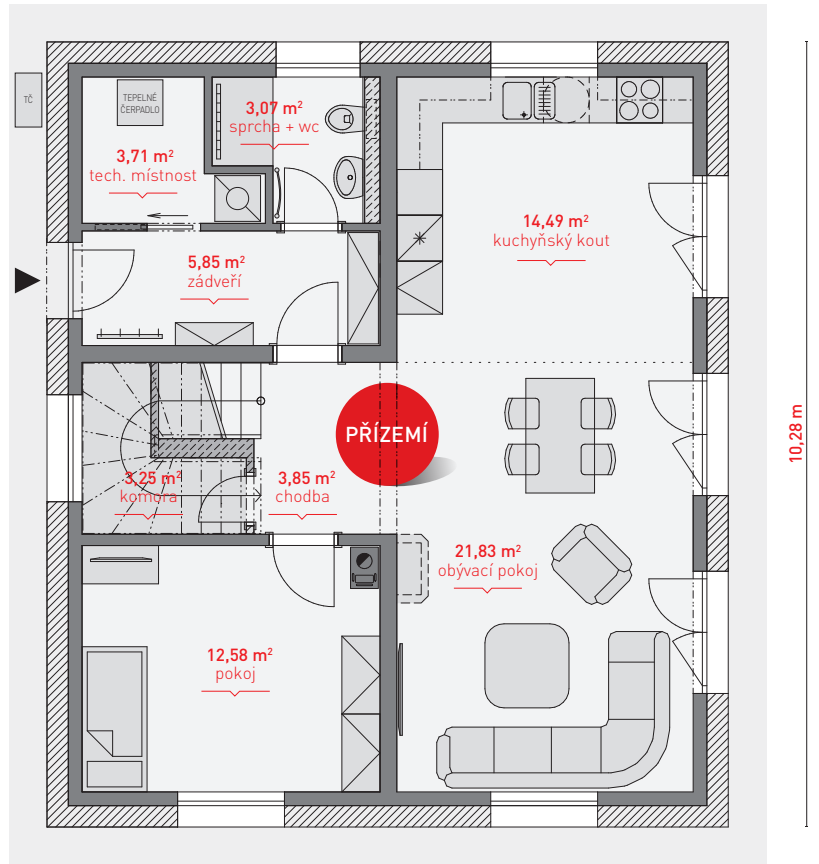 TČ
TEPELNÉ
ČERPADLO
3,07 m²
sprcha + wc
3,71 m²
tech. místnost
14,49 m²
kuchyňský kout
5,85 m²
zádveří
PŘÍZEMÍ
10,28 m
3,25 m²
komora
3,85 m²
chodba
21,83 m²
obývací pokoj
12,58 m²
pokoj